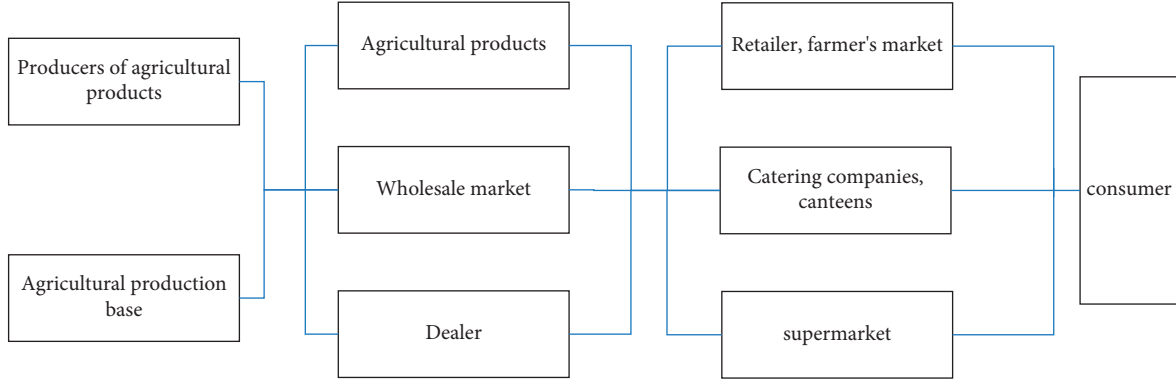 Producers of agricultural
products
Agricultural production
base
Agricultural products
Wholesale market
Dealer
Retailer, farmer's market
Catering companies,
canteens
supermarket
consumer